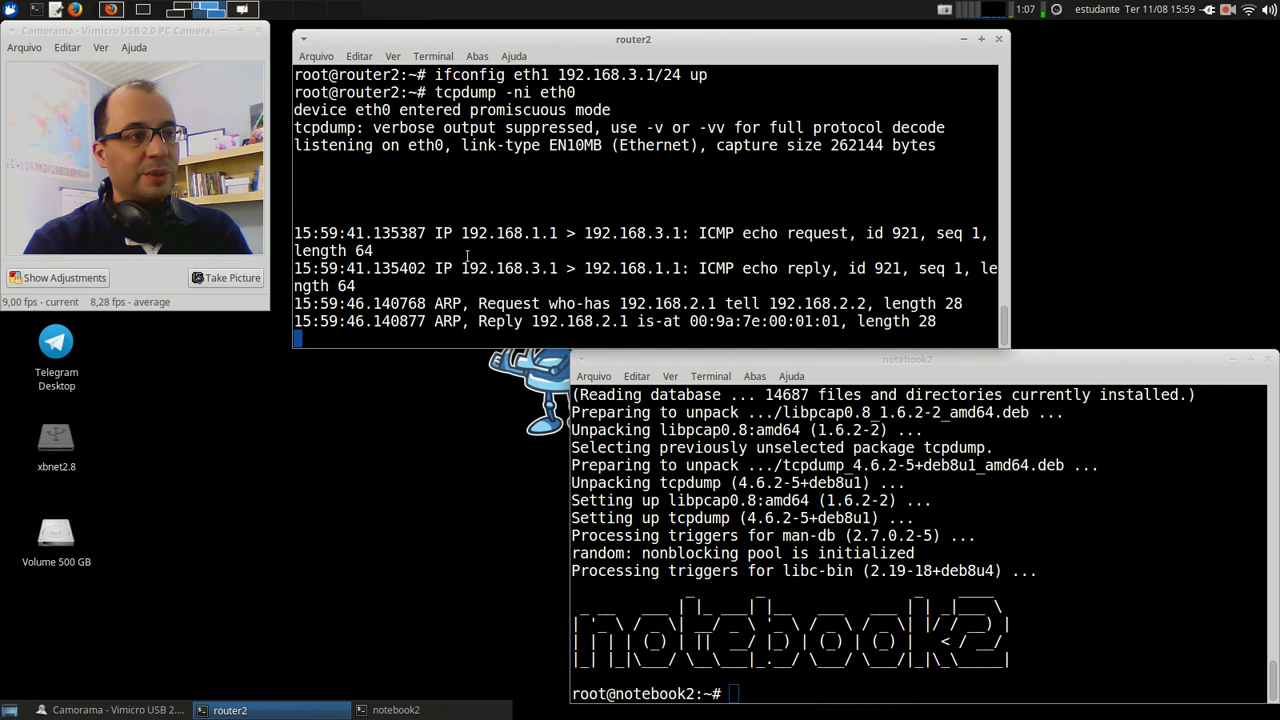 1:07
estudante
Ter 11/08 15:59
Camorama - Vimicro USB 2.0 PC Camera
Arquivo Editar Ver Ajuda
Show Adjustments
Take Picture
9,00 fps - current
8,28 fps - average
Telegram
Desktop
xbnet2.8
Volume 500 GB
router2
Arquivo Editar Ver Terminal Abas Ajuda
root@router2:~# ifconfig eth1 192.168.3.1/24 up
root@router2:~# tcpdump -ni eth0
device eth0 entered promiscuous mode
tcpdump: verbose output suppressed, use -v or -vv for full protocol decode
listening on eth0, link-type EN10MB (Ethernet), capture size 262144 bytes
15:59:41.135387 IP 192.168.1.1 > 192.168.3.1: ICMP echo request, id 921, seq 1,
length 64
15:59:41.135402 IP 192.168.3.1 > 192.168.1.1: ICMP echo reply, id 921, seq 1, le
ngth 64
15:59:46.140768 ARP, Request who-has 192.168.2.1 tell 192.168.2.2, length 28
15:59:46.140877 ARP, Reply 192.168.2.1 is-at 00:9a:7e:00:01:01, length 28
notebook2
Arquivo Editar Ver Terminal Abas Ajuda
(Reading database ... 14687 files and directories currently installed.)
Preparing to unpack .../libpcap0.8_1.6.2-2_amd64.deb ...
Unpacking libpcap0.8:amd64 (1.6.2-2) ...
Selecting previously unselected package tcpdump.
Preparing to unpack .../tcpdump_4.6.2-5+deb8u1_amd64.deb ...
Unpacking tcpdump (4.6.2-5+deb8u1) ...
Setting up libpcap0.8:amd64 (1.6.2-2) ...
Setting up tcpdump (4.6.2-5+deb8u1) ...
Processing triggers for man-db (2.7.0.2-5) ...
random: nonblocking pool is initialized
Processing triggers for libc-bin (2.19-18+deb8u4) ...
notebook2
root@notebook2:~#
Camorama - Vimicro USB 2....
router2
notebook2